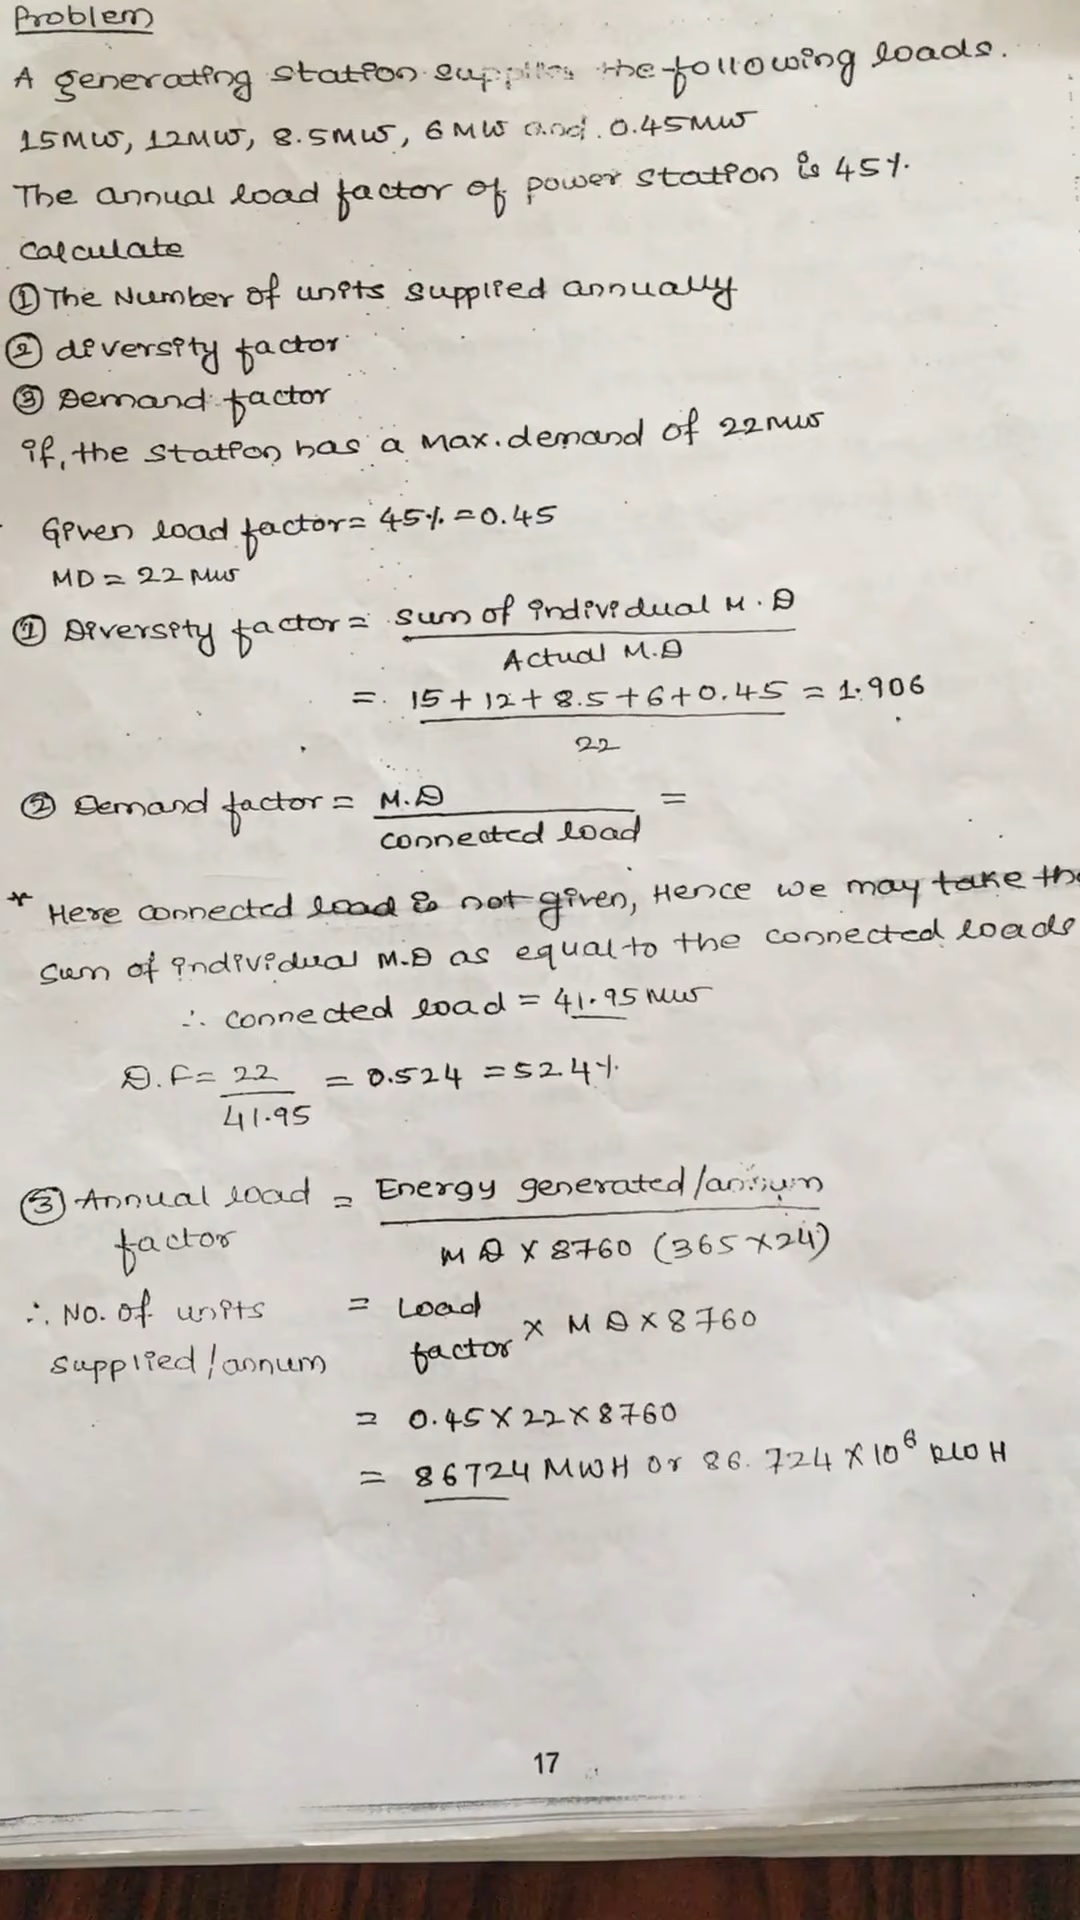 Problem
A generating station supplies the following loads.
15MW, 12MW, 8.5MW, 6MW and 0.45MW
The annual load factor of power station is 45%.
calculate
① The Number of units supplied annually
② diversity factor
③ Demand factor
if, the station has a max. demand of 22MW
Given load factor = 45% = 0.45
MD = 22 MW
① Diversity factor = Sum of individual M.D
Actual M.D
= 15 + 12 + 8.5 + 6 + 0.45 = 1.906
22
② Demand factor = M.D =
connected load
* Here connected load is not given, Hence we may take the
sum of individual M.D as equal to the connected loads
∴ connected load = 41.95 MW
D.F = 22 = 0.524 = 52.4%
41.95
③ Annual load = Energy generated/annum
factor
MD X 8760 (365 X 24)
∴ No. of units = Load
supplied/annum factor X MD X 8760
= 0.45 X 22 X 8760
= 86724 MWH or 86.724 X 10⁶ KWH
17